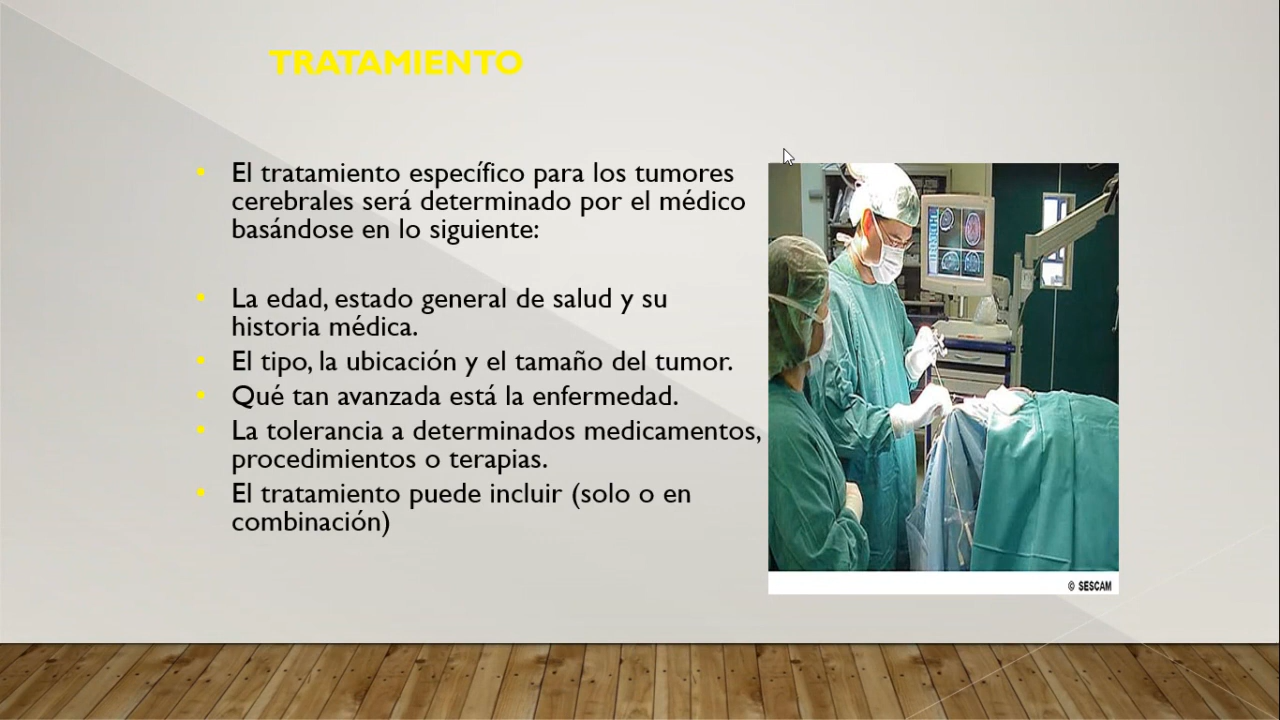 TRATAMIENTO
• El tratamiento específico para los tumores
cerebrales será determinado por el médico
basándose en lo siguiente:
• La edad, estado general de salud y su
historia médica.
• El tipo, la ubicación y el tamaño del tumor.
• Qué tan avanzada está la enfermedad.
• La tolerancia a determinados medicamentos,
procedimientos o terapias.
• El tratamiento puede incluir (solo o en
combinación)
© SESCAM